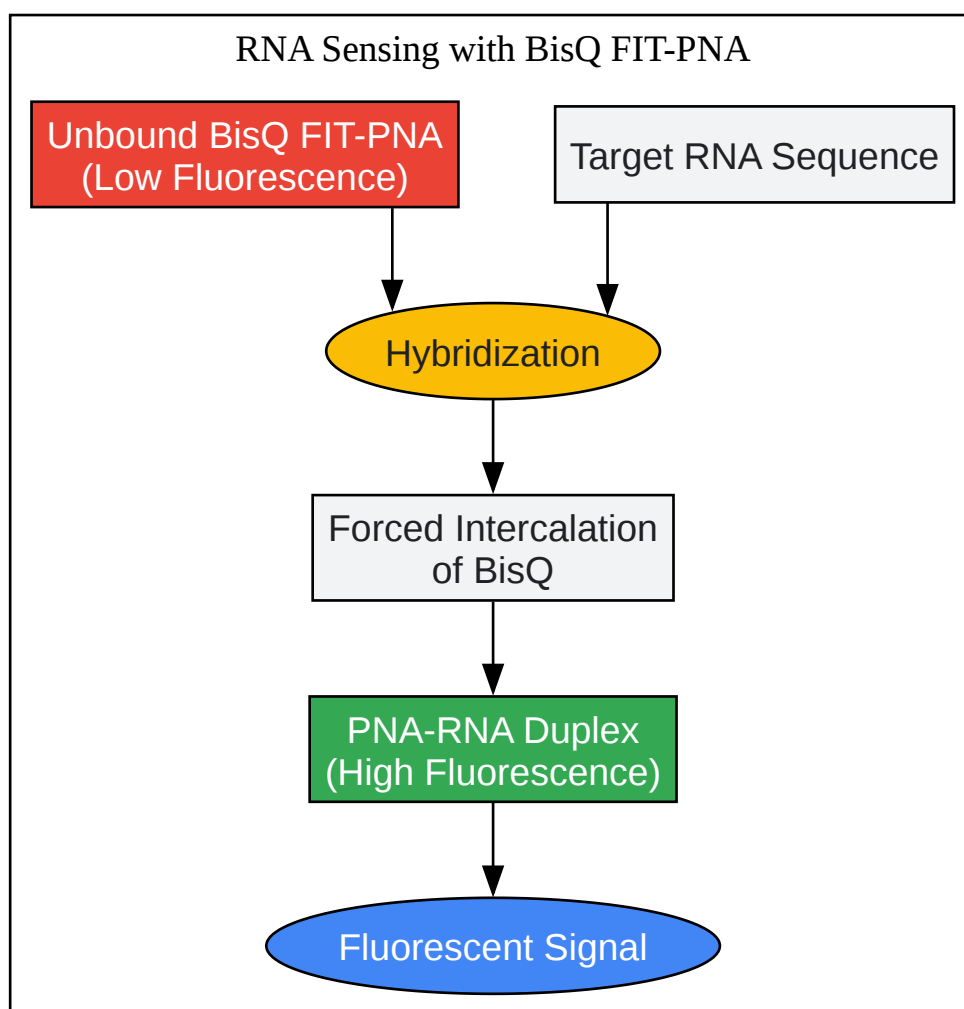 RNA Sensing with BisQ FIT-PNA
Unbound BisQ FIT-PNA
(Low Fluorescence)
Target RNA Sequence
Hybridization
Forced Intercalation
of BisQ
PNA-RNA Duplex
(High Fluorescence)
Fluorescent Signal